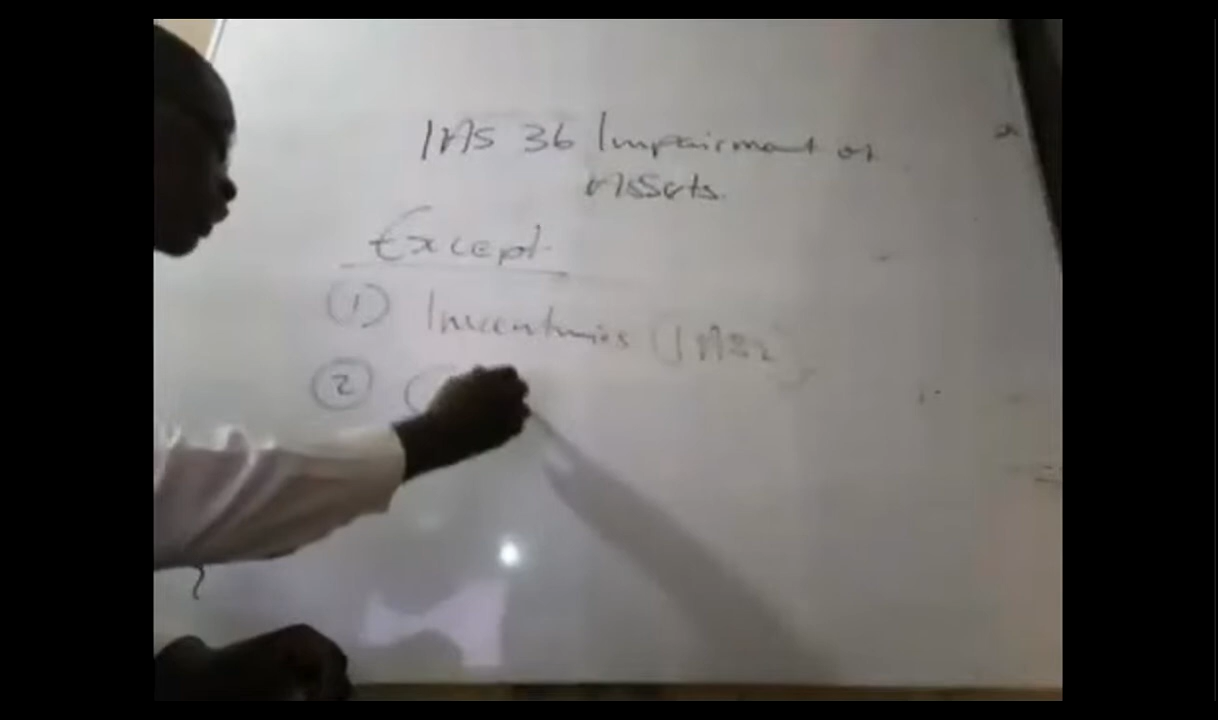 IAS 36 Impairment of
Assets.
Except
① Inventories (IAS2)
② (